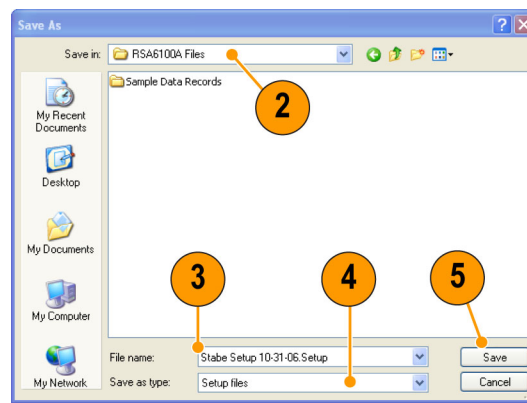 Save As
Save in: RSA6100A Files
Sample Data Records
2
My Recent
Documents
Desktop
My Documents
3 4 5
My Computer
File name: Stabe Setup 10-31-06.Setup Save
My Network Save as type: Setup files Cancel